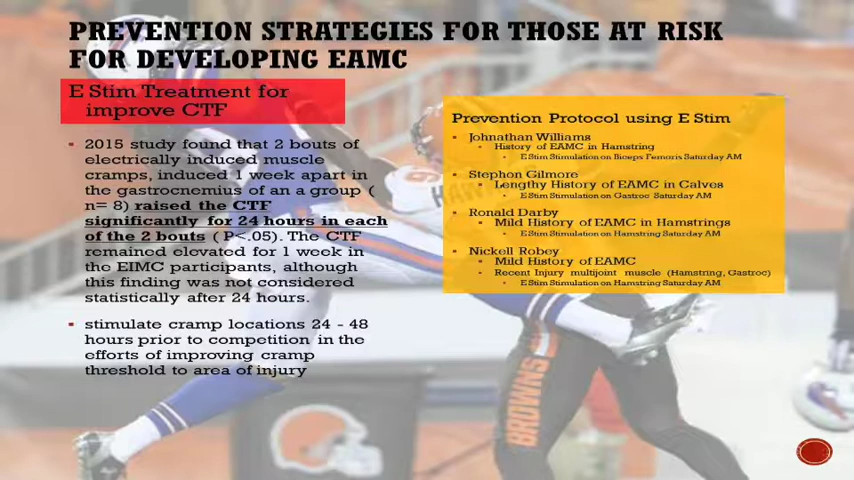 PREVENTION STRATEGIES FOR THOSE AT RISK
FOR DEVELOPING EAMC
E Stim Treatment for
improve CTF
2015 study found that 2 bouts of
electrically induced muscle
cramps, induced 1 week apart in
the gastrocnemius of an a group (
n= 8) raised the CTF
significantly for 24 hours in each
of the 2 bouts ( P<.05). The CTF
remained elevated for 1 week in
the EIMC participants, although
this finding was not considered
statistically after 24 hours.
stimulate cramp locations 24 - 48
hours prior to competition in the
efforts of improving cramp
threshold to area of injury
Prevention Protocol using E Stim
Johnathan Williams
History of EAMC in Hamstring
E Stim Stimulation on Biceps Femoris Saturday AM
Stephon Gilmore
Lengthy History of EAMC in Calves
E Stim Stimulation on Gastroc Saturday AM
Ronald Darby
Mild History of EAMC in Hamstrings
E Stim Stimulation on Hamstring Saturday AM
Nickell Robey
Mild History of EAMC
Recent Injury multijoint muscle (Hamstring, Gastroc)
E Stim Stimulation on Hamstring Saturday AM
BROWNS